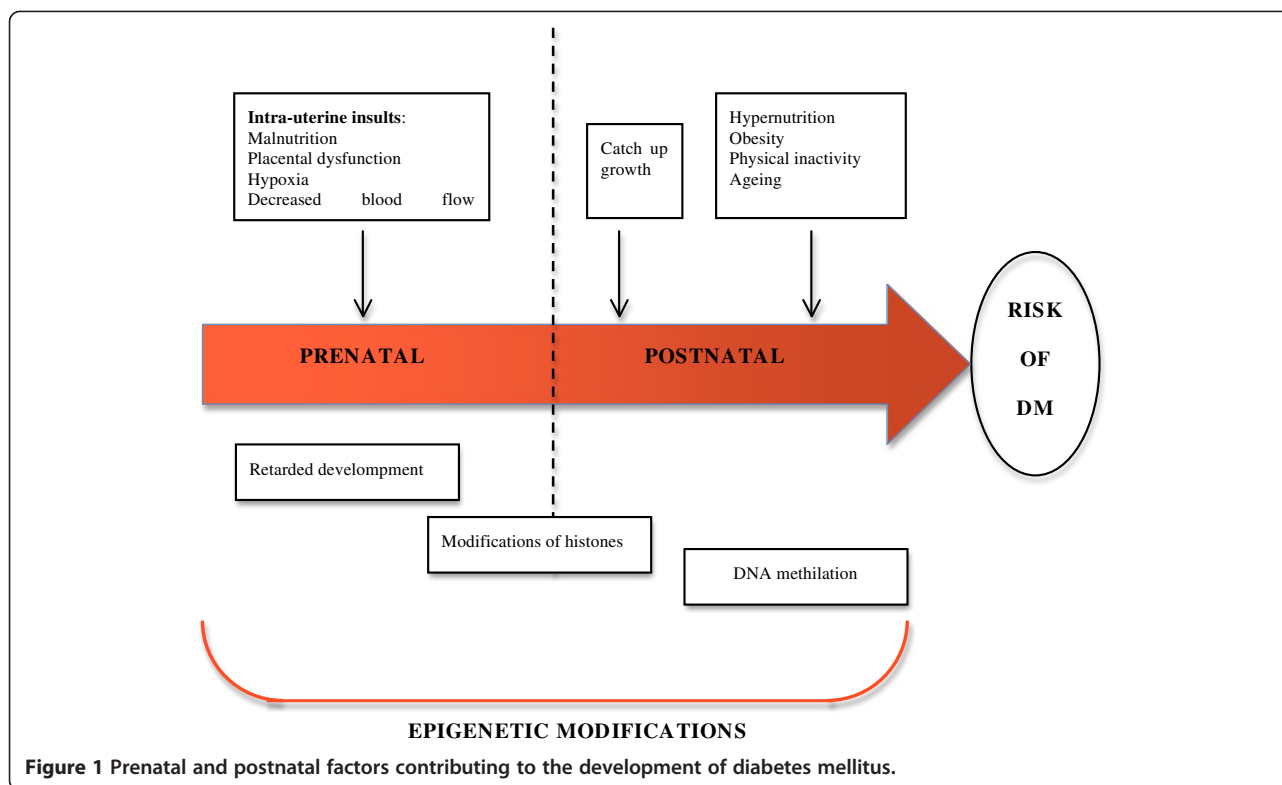 Intra-uterine insults:
Malnutrition
Placental dysfunction
Hypoxia
Decreased blood flow
Catch up
growth
Hypernutrition
Obesity
Physical inactivity
Ageing
PRENATAL
POSTNATAL
RISK
OF
DM
Retarded develompment
Modifications of histones
DNA methilation
EPIGENETIC MODIFICATIONS
Figure 1 Prenatal and postnatal factors contributing to the development of diabetes mellitus.